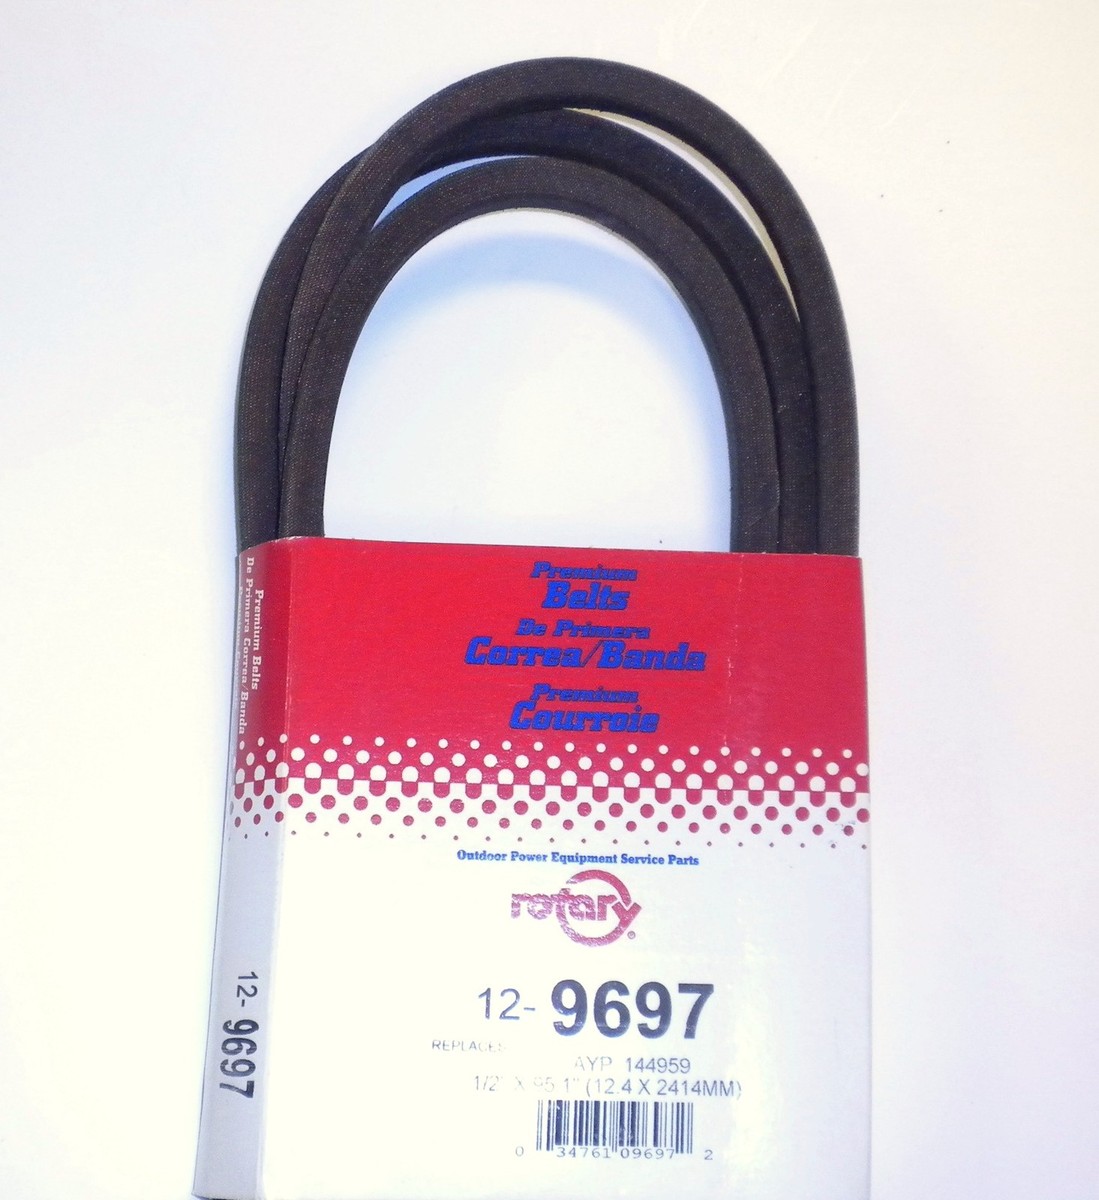 Premium
Belts
De Primera
Correa/Banda
Premium
Courroie
Premium Belts
De Primera Correa/Banda
Outdoor Power Equipment Service Parts
rotary®
12-9697
12-9697
REPLACES
AYP 144959
1/2" X 95.1" (12.4 X 2414MM)
0 34761 09697 2